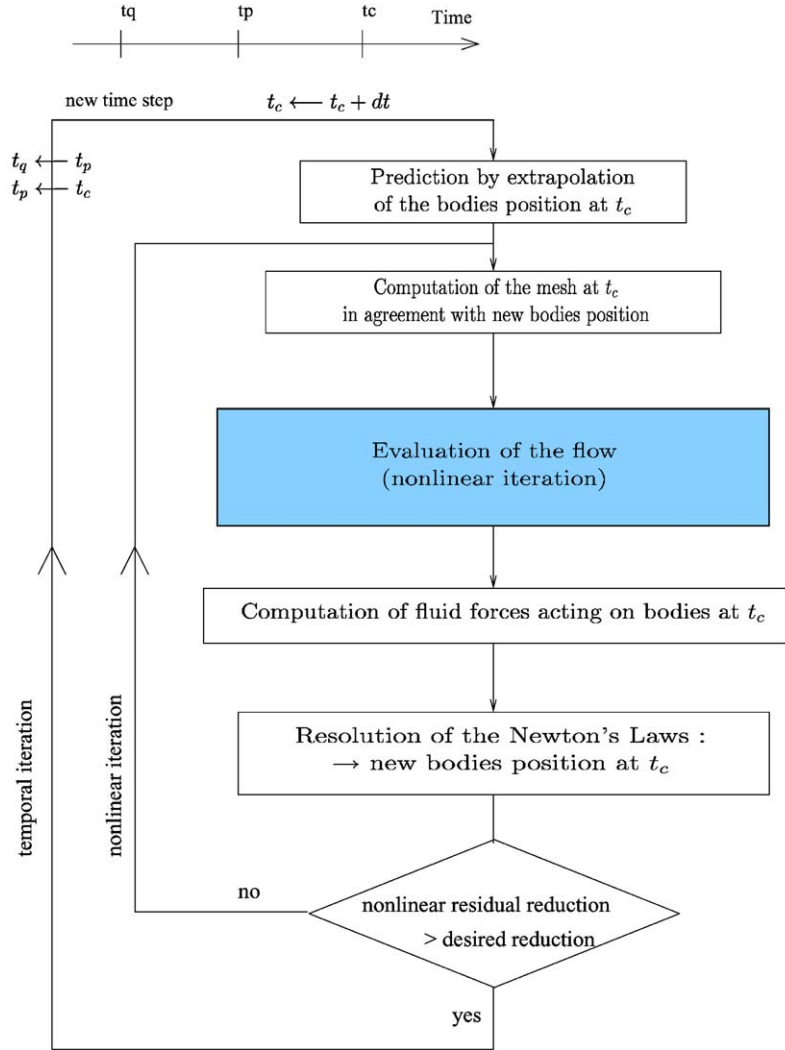 tq tp tc Time
new time step t_c ⟵ t_c + dt
t_q ⟵ t_p
t_p ⟵ t_c
Prediction by extrapolation
of the bodies position at t_c
Computation of the mesh at t_c
in agreement with new bodies position
Evaluation of the flow
(nonlinear iteration)
Computation of fluid forces acting on bodies at t_c
Resolution of the Newton's Laws :
→ new bodies position at t_c
temporal iteration
nonlinear iteration
no
nonlinear residual reduction
> desired reduction
yes